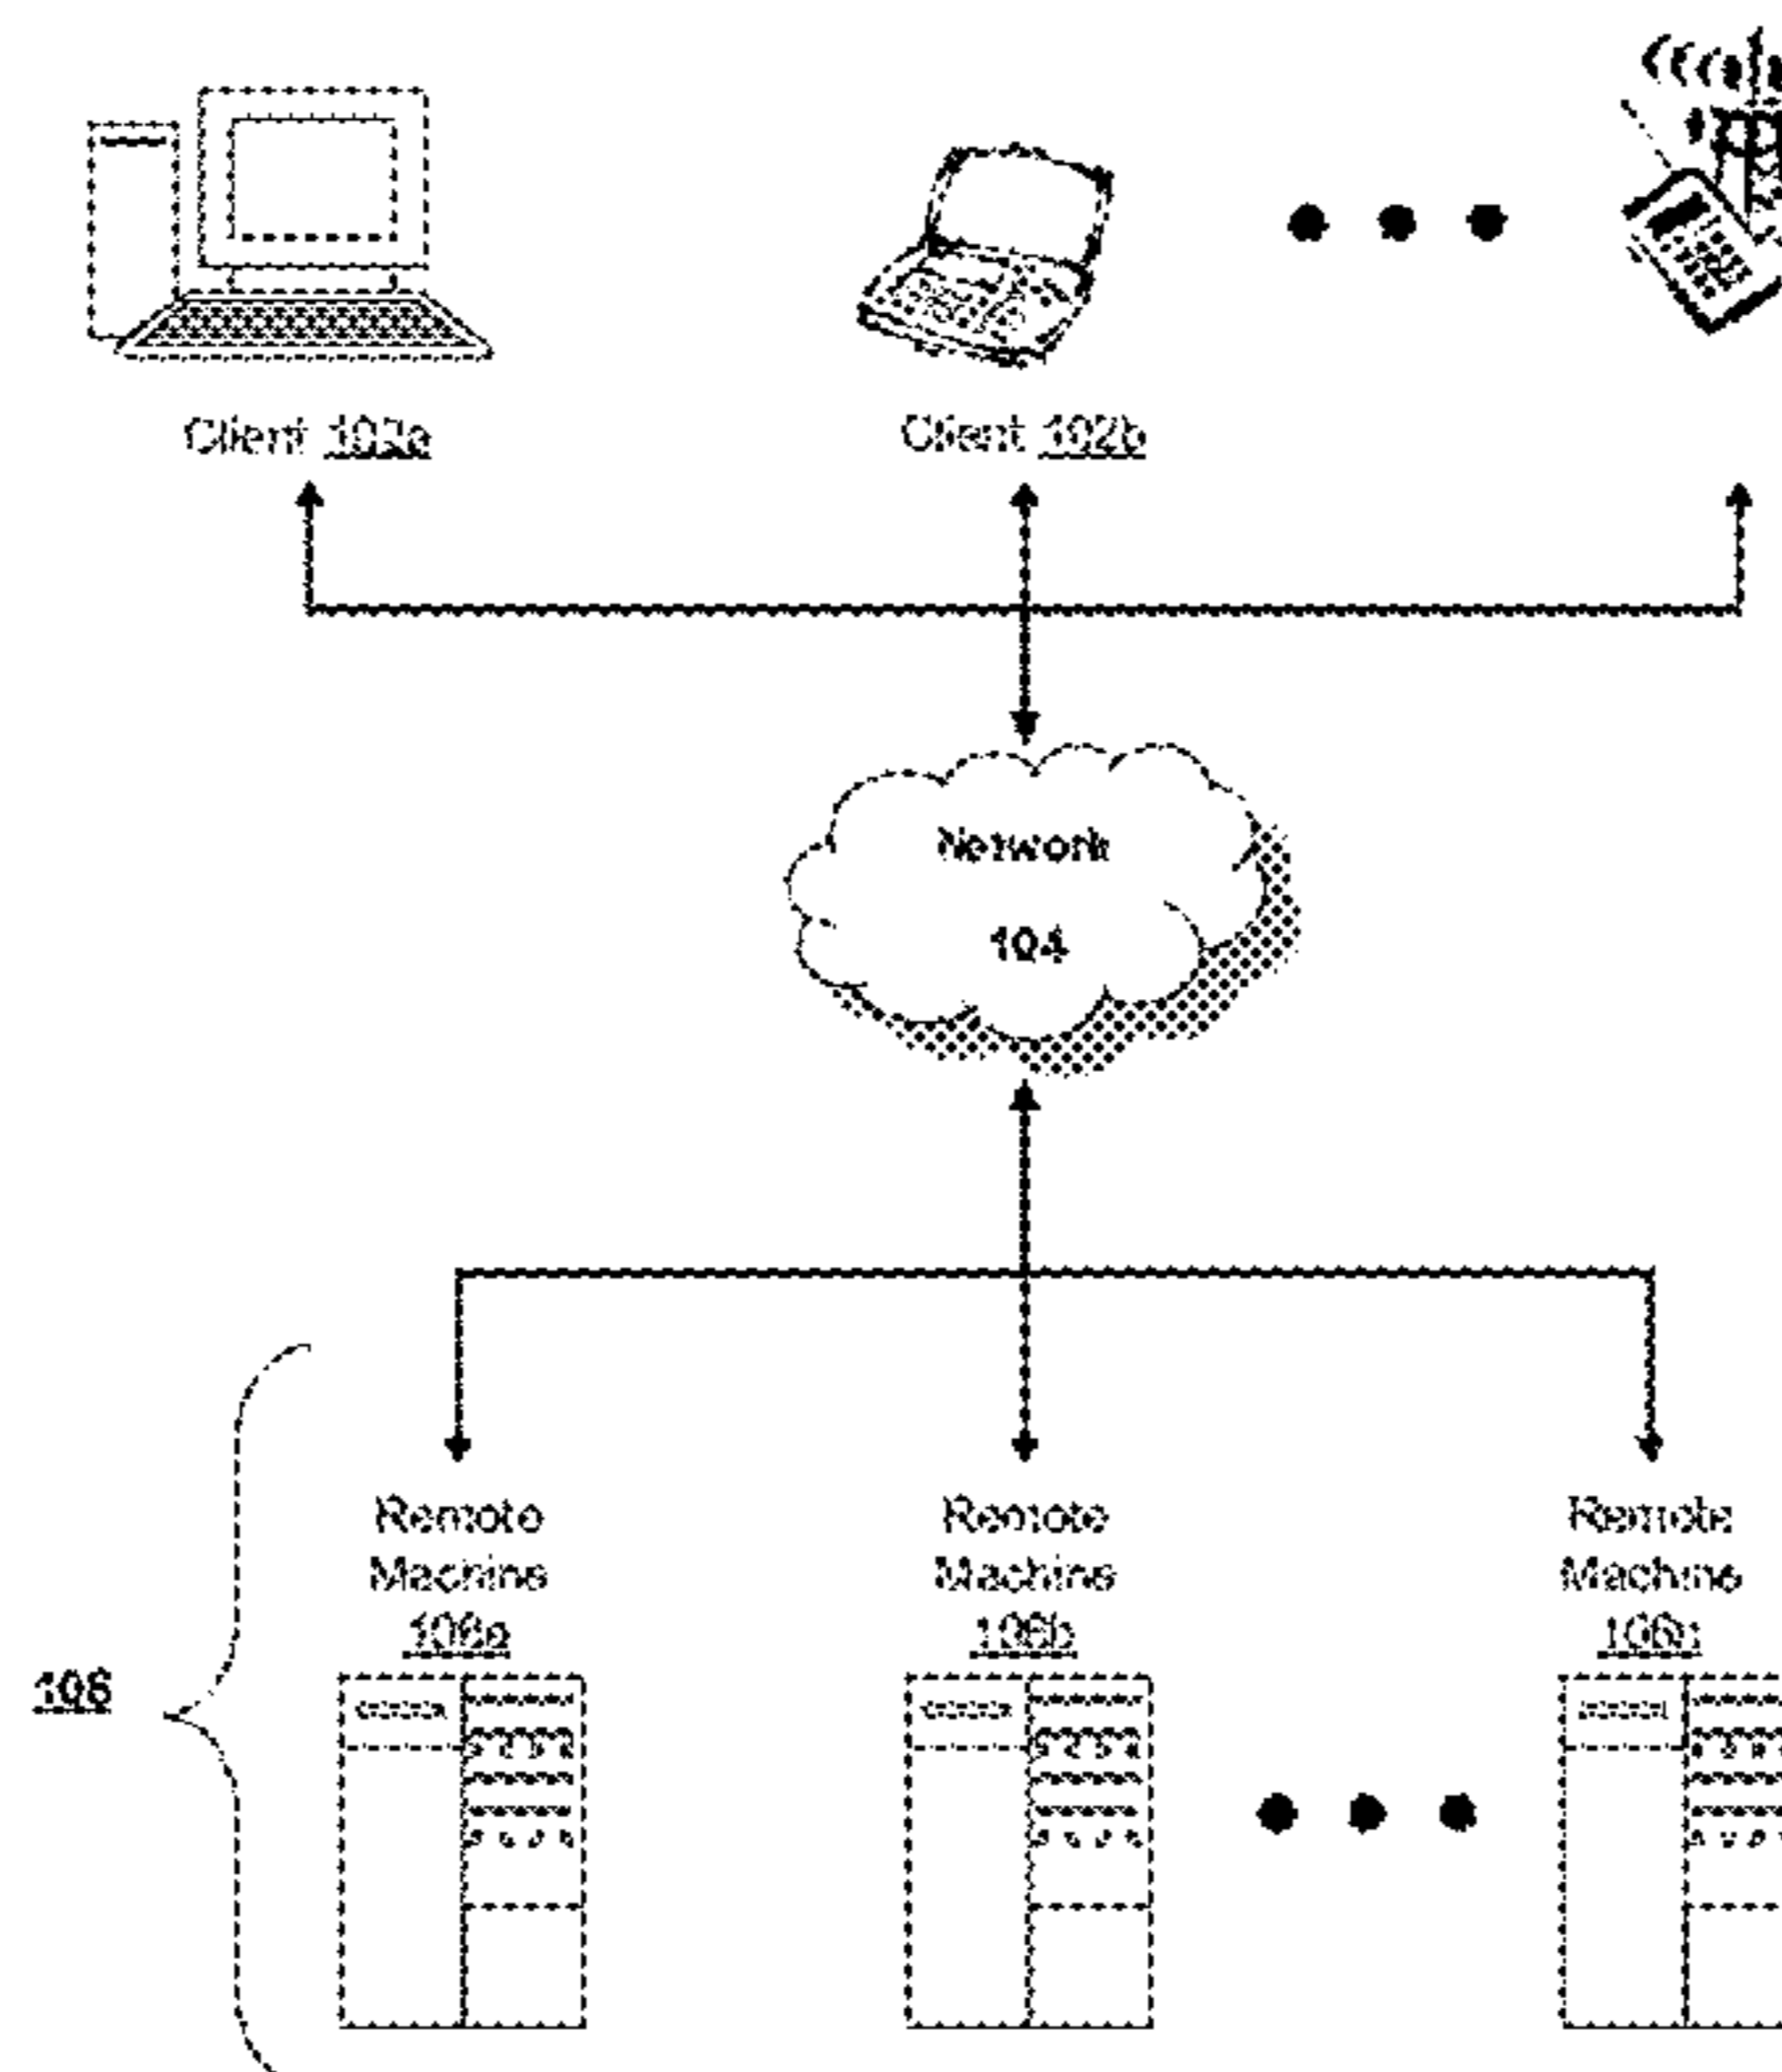 Client 102a
Client 102b
Network
104
Remote
Machine
106a
Remote
Machine
106b
Remote
Machine
106n
106